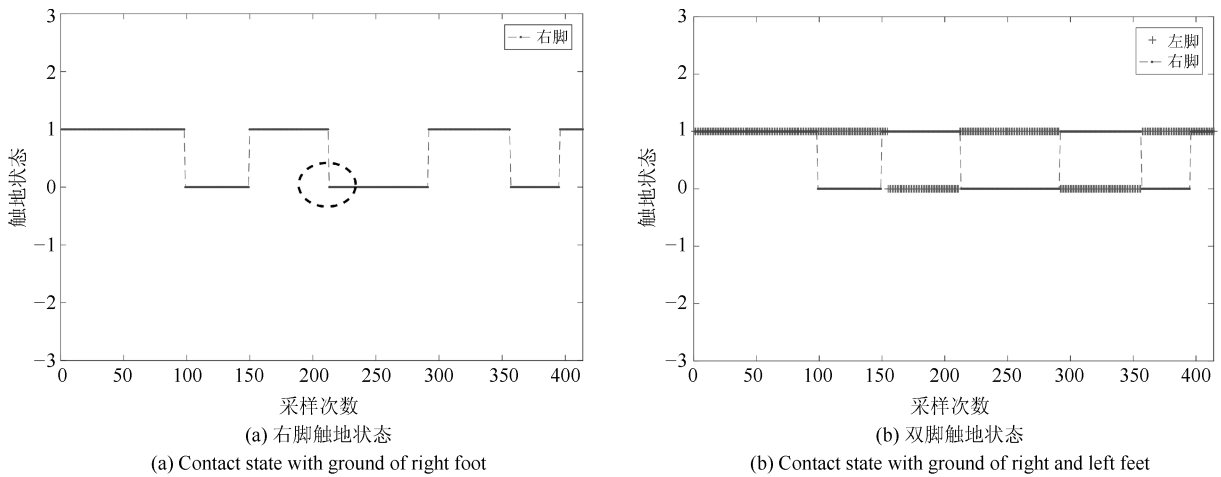 3
2
1
0
−1
−2
−3
触地状态
0 50 100 150 200 250 300 350 400
采样次数
右脚
(a) 右脚触地状态
(a) Contact state with ground of right foot
3
2
1
0
−1
−2
−3
触地状态
0 50 100 150 200 250 300 350 400
采样次数
左脚
右脚
(b) 双脚触地状态
(b) Contact state with ground of right and left feet